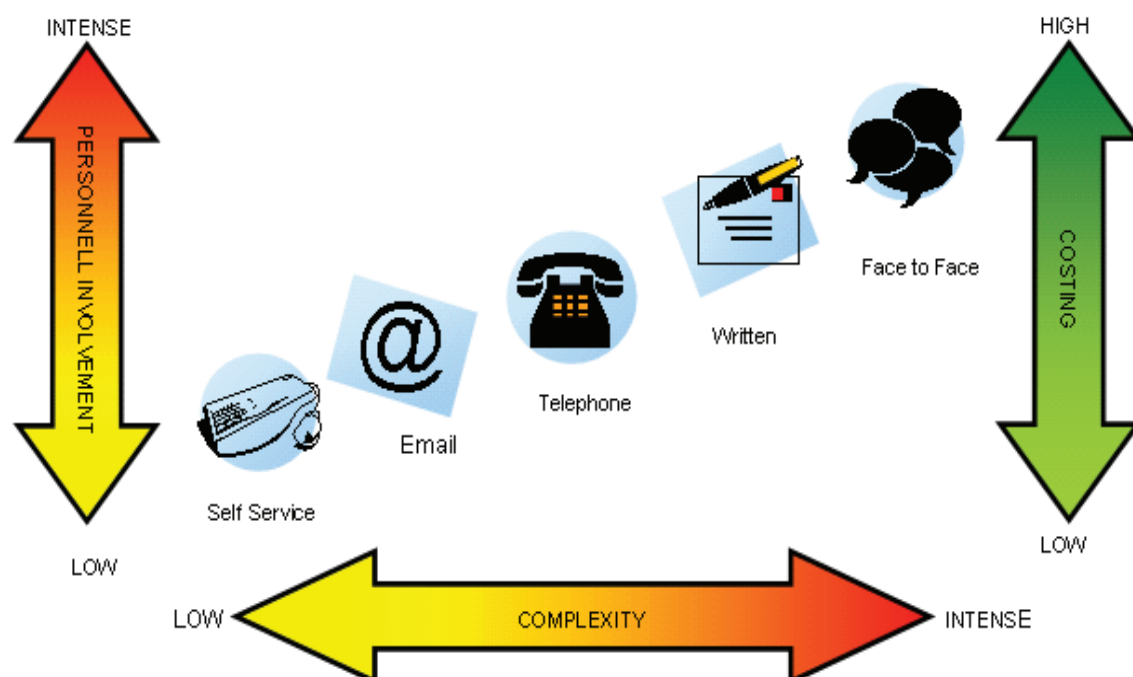 INTENSE
HIGH
PERSONNELL INVOLVEMENT
COSTING
@
Face to Face
Written
Telephone
Email
Self Service
LOW
LOW
LOW
COMPLEXITY
INTENSE